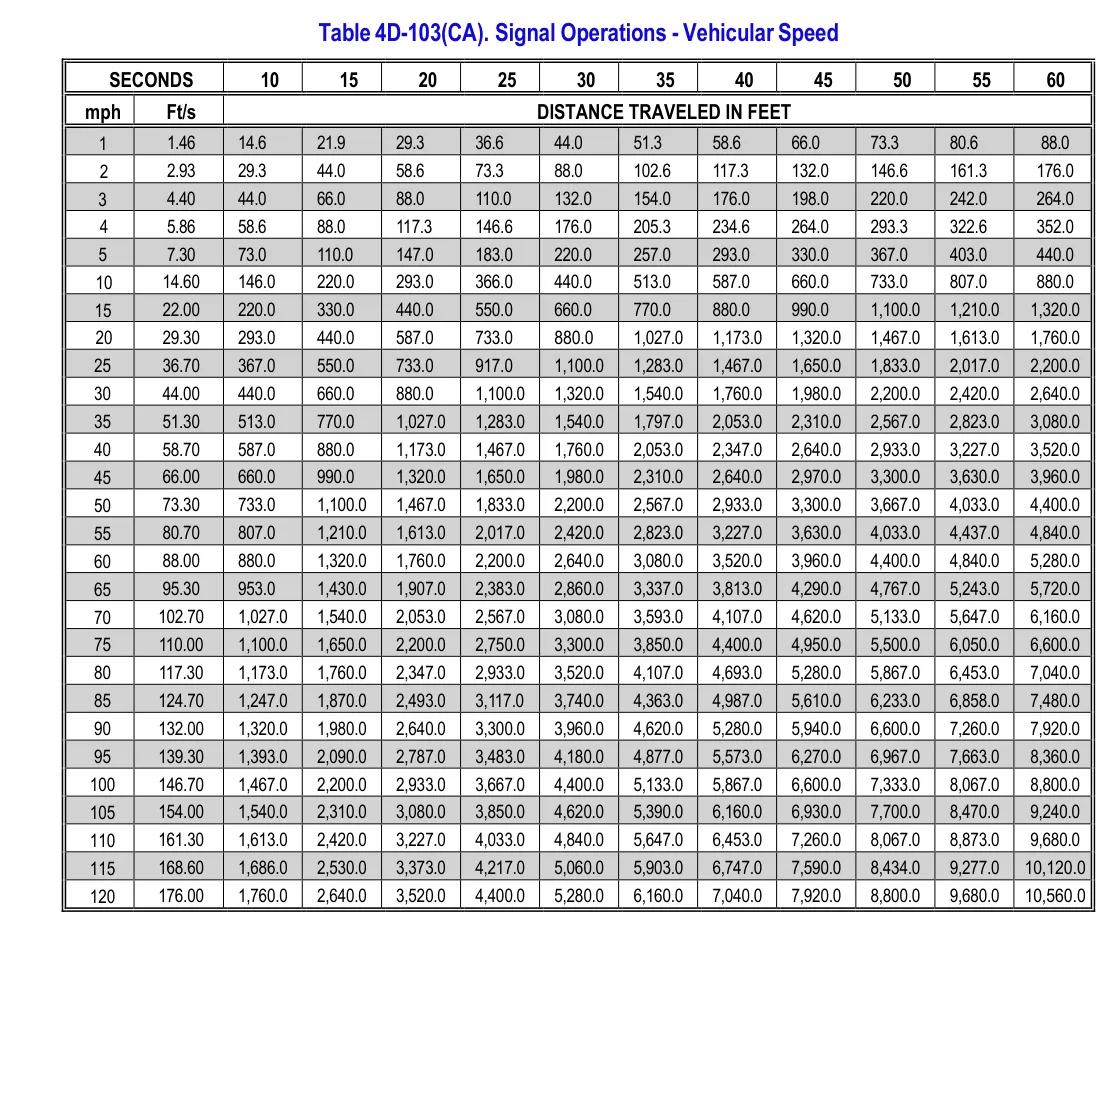 Table 4D-103(CA). Signal Operations - Vehicular Speed
SECONDS 10 15 20 25 30 35 40 45 50 55 60
mph Ft/s DISTANCE TRAVELED IN FEET
1 1.46 14.6 21.9 29.3 36.6 44.0 51.3 58.6 66.0 73.3 80.6 88.0
2 2.93 29.3 44.0 58.6 73.3 88.0 102.6 117.3 132.0 146.6 161.3 176.0
3 4.40 44.0 66.0 88.0 110.0 132.0 154.0 176.0 198.0 220.0 242.0 264.0
4 5.86 58.6 88.0 117.3 146.6 176.0 205.3 234.6 264.0 293.3 322.6 352.0
5 7.30 73.0 110.0 147.0 183.0 220.0 257.0 293.0 330.0 367.0 403.0 440.0
10 14.60 146.0 220.0 293.0 366.0 440.0 513.0 587.0 660.0 733.0 807.0 880.0
15 22.00 220.0 330.0 440.0 550.0 660.0 770.0 880.0 990.0 1,100.0 1,210.0 1,320.0
20 29.30 293.0 440.0 587.0 733.0 880.0 1,027.0 1,173.0 1,320.0 1,467.0 1,613.0 1,760.0
25 36.70 367.0 550.0 733.0 917.0 1,100.0 1,283.0 1,467.0 1,650.0 1,833.0 2,017.0 2,200.0
30 44.00 440.0 660.0 880.0 1,100.0 1,320.0 1,540.0 1,760.0 1,980.0 2,200.0 2,420.0 2,640.0
35 51.30 513.0 770.0 1,027.0 1,283.0 1,540.0 1,797.0 2,053.0 2,310.0 2,567.0 2,823.0 3,080.0
40 58.70 587.0 880.0 1,173.0 1,467.0 1,760.0 2,053.0 2,347.0 2,640.0 2,933.0 3,227.0 3,520.0
45 66.00 660.0 990.0 1,320.0 1,650.0 1,980.0 2,310.0 2,640.0 2,970.0 3,300.0 3,630.0 3,960.0
50 73.30 733.0 1,100.0 1,467.0 1,833.0 2,200.0 2,567.0 2,933.0 3,300.0 3,667.0 4,033.0 4,400.0
55 80.70 807.0 1,210.0 1,613.0 2,017.0 2,420.0 2,823.0 3,227.0 3,630.0 4,033.0 4,437.0 4,840.0
60 88.00 880.0 1,320.0 1,760.0 2,200.0 2,640.0 3,080.0 3,520.0 3,960.0 4,400.0 4,840.0 5,280.0
65 95.30 953.0 1,430.0 1,907.0 2,383.0 2,860.0 3,337.0 3,813.0 4,290.0 4,767.0 5,243.0 5,720.0
70 102.70 1,027.0 1,540.0 2,053.0 2,567.0 3,080.0 3,593.0 4,107.0 4,620.0 5,133.0 5,647.0 6,160.0
75 110.00 1,100.0 1,650.0 2,200.0 2,750.0 3,300.0 3,850.0 4,400.0 4,950.0 5,500.0 6,050.0 6,600.0
80 117.30 1,173.0 1,760.0 2,347.0 2,933.0 3,520.0 4,107.0 4,693.0 5,280.0 5,867.0 6,453.0 7,040.0
85 124.70 1,247.0 1,870.0 2,493.0 3,117.0 3,740.0 4,363.0 4,987.0 5,610.0 6,233.0 6,858.0 7,480.0
90 132.00 1,320.0 1,980.0 2,640.0 3,300.0 3,960.0 4,620.0 5,280.0 5,940.0 6,600.0 7,260.0 7,920.0
95 139.30 1,393.0 2,090.0 2,787.0 3,483.0 4,180.0 4,877.0 5,573.0 6,270.0 6,967.0 7,663.0 8,360.0
100 146.70 1,467.0 2,200.0 2,933.0 3,667.0 4,400.0 5,133.0 5,867.0 6,600.0 7,333.0 8,067.0 8,800.0
105 154.00 1,540.0 2,310.0 3,080.0 3,850.0 4,620.0 5,390.0 6,160.0 6,930.0 7,700.0 8,470.0 9,240.0
110 161.30 1,613.0 2,420.0 3,227.0 4,033.0 4,840.0 5,647.0 6,453.0 7,260.0 8,067.0 8,873.0 9,680.0
115 168.60 1,686.0 2,530.0 3,373.0 4,217.0 5,060.0 5,903.0 6,747.0 7,590.0 8,434.0 9,277.0 10,120.0
120 176.00 1,760.0 2,640.0 3,520.0 4,400.0 5,280.0 6,160.0 7,040.0 7,920.0 8,800.0 9,680.0 10,560.0